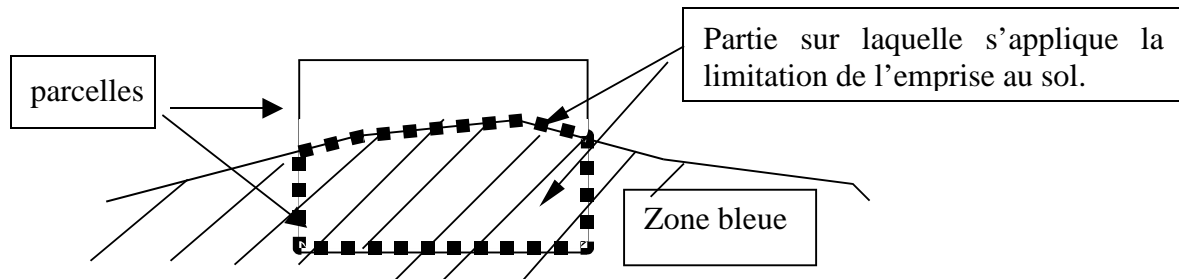 parcelles
Partie sur laquelle s’applique la
limitation de l’emprise au sol.
Zone bleue